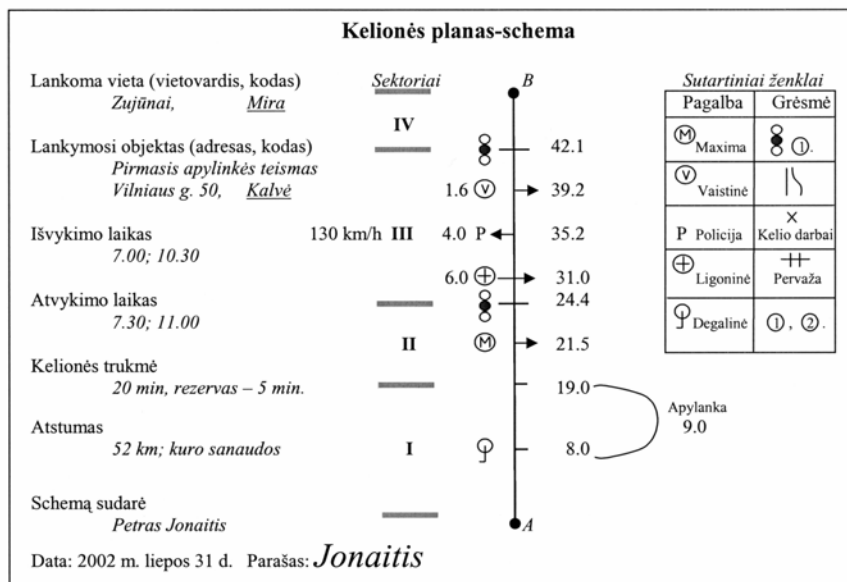 Kelionės planas-schema
Lankoma vieta (vietovardis, kodas)
Zujūnai, Mira
Lankymosi objektas (adresas, kodas)
Pirmasis apylinkės teismas
Vilniaus g. 50, Kalvė
Išvykimo laikas
7.00; 10.30
Atvykimo laikas
7.30; 11.00
Kelionės trukmė
20 min, rezervas – 5 min.
Atstumas
52 km; kuro sanaudos
Schemą sudarė
Petras Jonaitis
Data: 2002 m. liepos 31 d. Parašas: Jonaitis
Sektoriai
B
IV
42.1
1.6 V 39.2
130 km/h III 4.0 P 35.2
6.0 31.0
24.4
II M 21.5
19.0
Apylanka
9.0
I 8.0
A
Sutartiniai ženklai
Pagalba Grėsmė
M Maxima 1.
V Vaistinė
P Policija x Kelio darbai
Ligoninė Pervaža
Degalinė 1, 2.